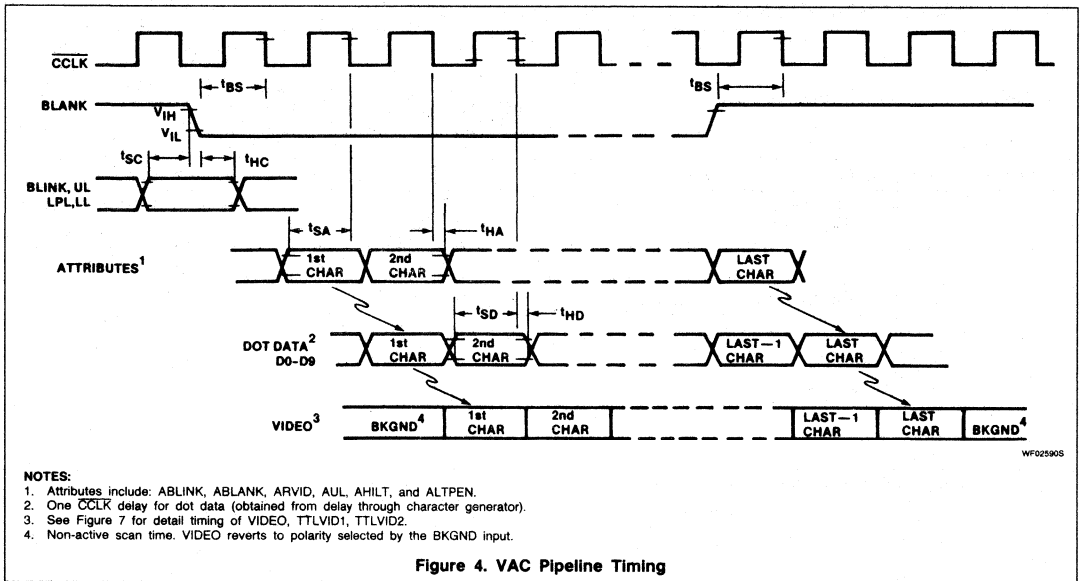 CCLK
tBS
tBS
BLANK
VIH
VIL
tSC
tHC
BLINK, UL
LPL,LL
tSA
tHA
ATTRIBUTES1
1st
CHAR
2nd
CHAR
LAST
CHAR
tSD
tHD
DOT DATA2
D0-D9
1st
CHAR
2nd
CHAR
LAST-1
CHAR
LAST
CHAR
VIDEO3
BKGND4
1st
CHAR
2nd
CHAR
LAST-1
CHAR
LAST
CHAR
BKGND4
WF02590S
NOTES:
1. Attributes include: ABLINK, ABLANK, ARVID, AUL, AHILT, and ALTPEN.
2. One CCLK delay for dot data (obtained from delay through character generator).
3. See Figure 7 for detail timing of VIDEO, TTLVID1, TTLVID2.
4. Non-active scan time. VIDEO reverts to polarity selected by the BKGND input.
Figure 4. VAC Pipeline Timing